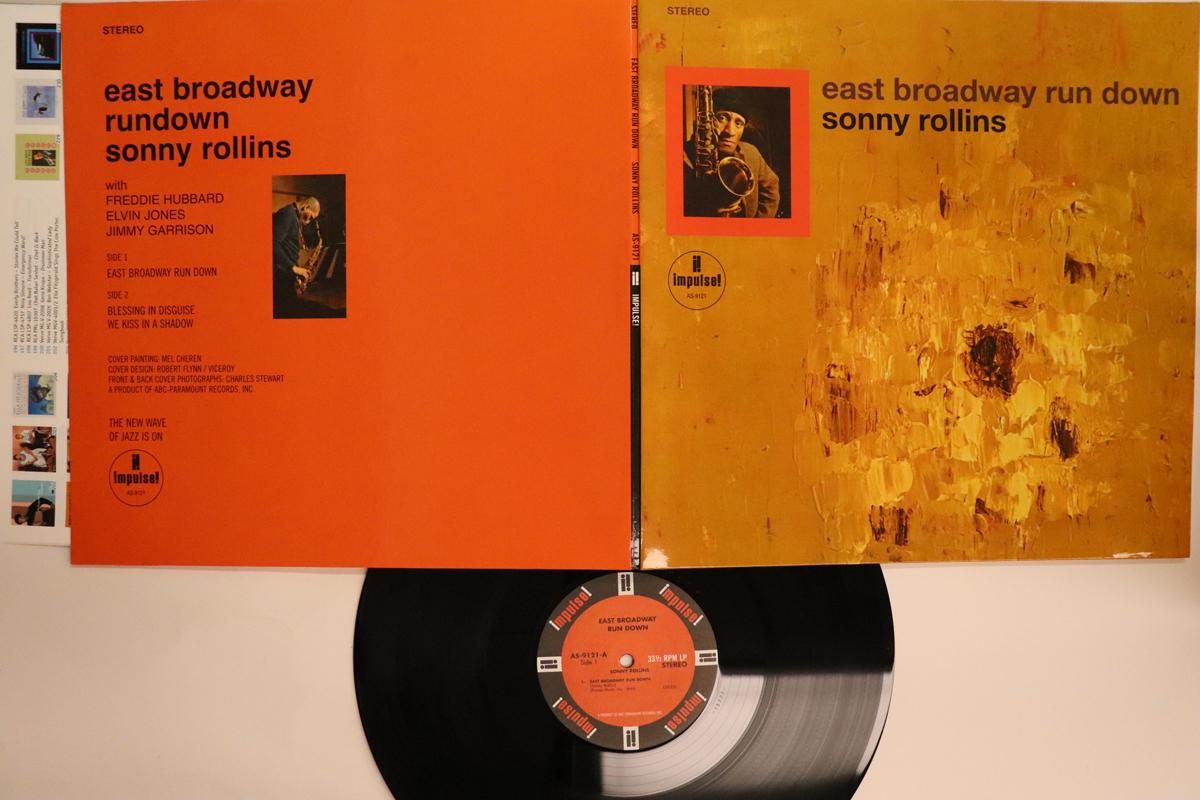 STEREO
east broadway
rundown
sonny rollins
with
FREDDIE HUBBARD
ELVIN JONES
JIMMY GARRISON
SIDE 1
EAST BROADWAY RUN DOWN
SIDE 2
BLESSING IN DISGUISE
WE KISS IN A SHADOW
COVER PAINTING: MEL CHEREN
COVER DESIGN: ROBERT FLYNN / VICEROY
FRONT & BACK COVER PHOTOGRAPHS: CHARLES STEWART
A PRODUCT OF ABC-PARAMOUNT RECORDS, INC.
THE NEW WAVE
OF JAZZ IS ON
impulse!
AS-9121
STEREO EAST BROADWAY RUN DOWN SONNY ROLLINS AS-9121 IMPULSE!
STEREO
east broadway run down
sonny rollins
impulse!
AS-9121
impulse!
impulse!
EAST BROADWAY
RUN DOWN
AS-9121-A
Side 1
33⅓ RPM LP
STEREO
SONNY ROLLINS
1. EAST BROADWAY RUN DOWN
impulse!
impulse!